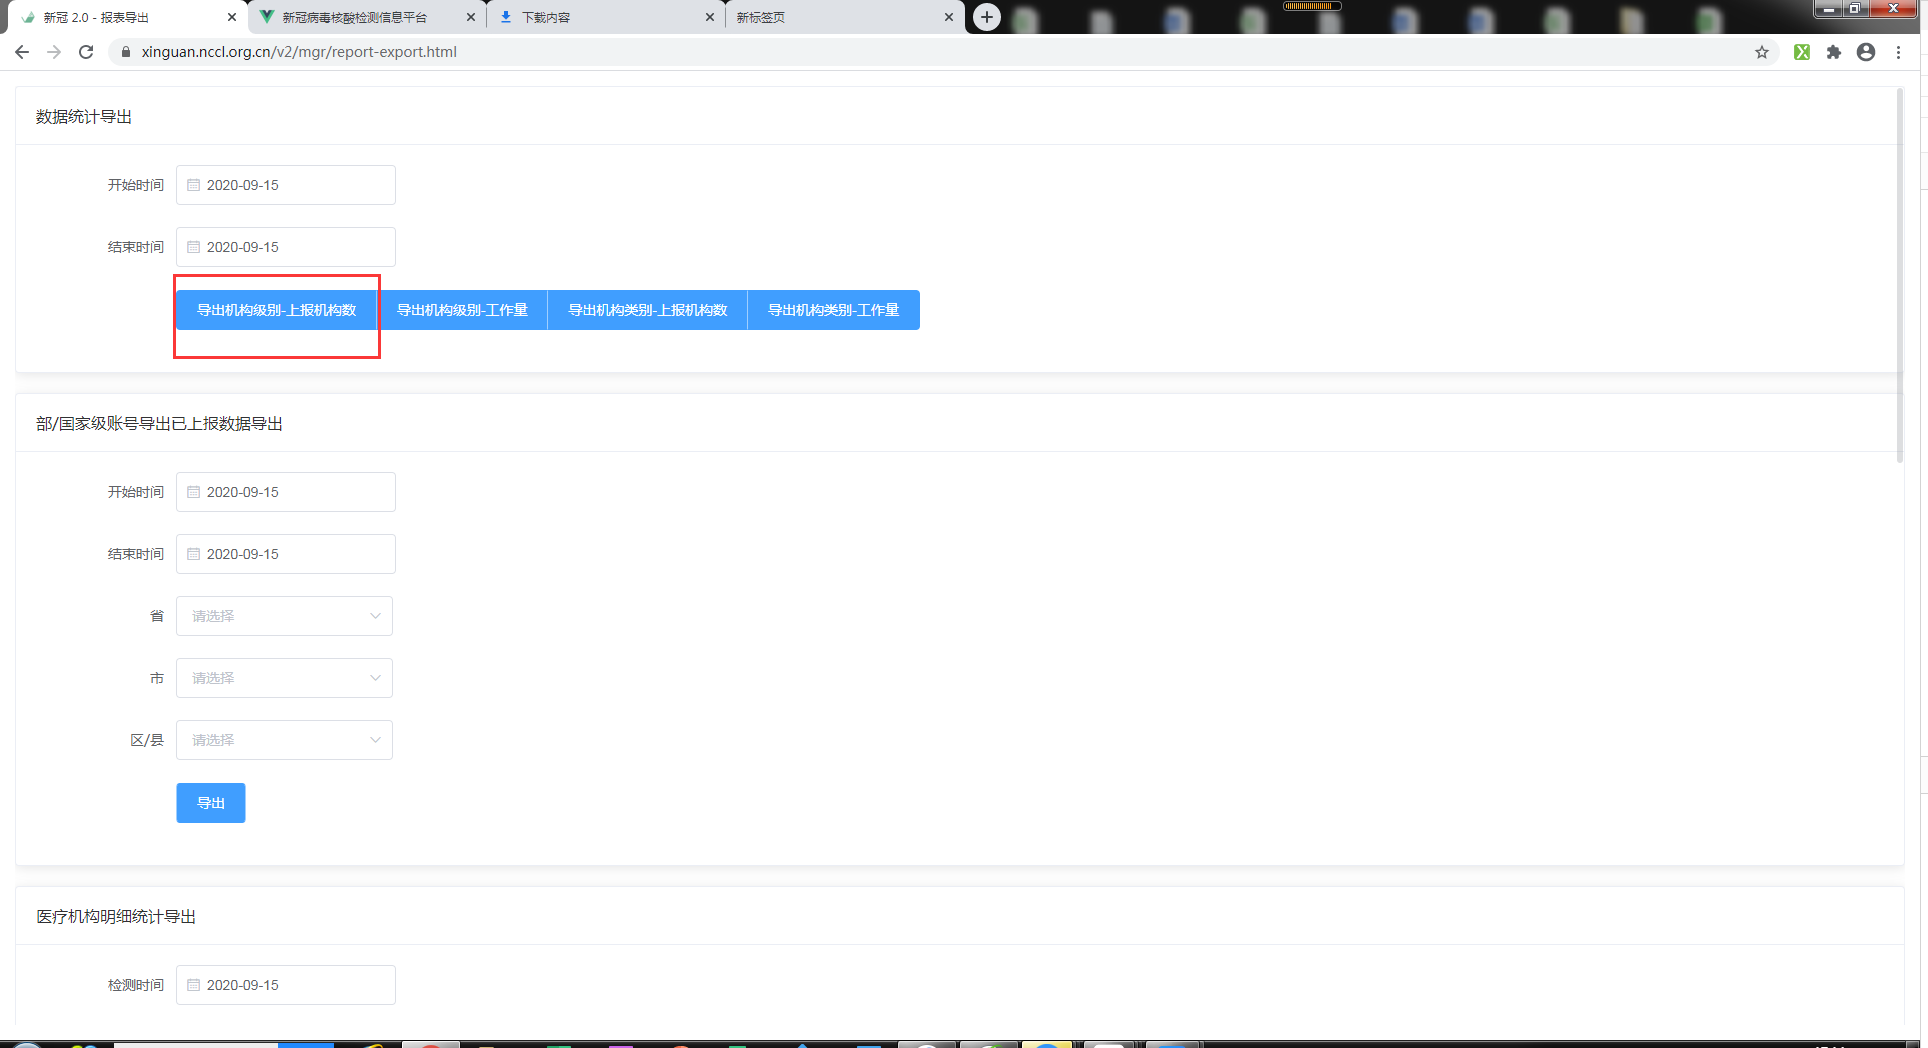 新冠 2.0 - 报表导出
新冠病毒核酸检测信息平台
下载内容
新标签页
xinguan.nccl.org.cn/v2/mgr/report-export.html
数据统计导出
开始时间 2020-09-15
结束时间 2020-09-15
导出机构级别-上报机构数 导出机构级别-工作量 导出机构类别-上报机构数 导出机构类别-工作量
部/国家级账号导出已上报数据导出
开始时间 2020-09-15
结束时间 2020-09-15
省 请选择
市 请选择
区/县 请选择
导出
医疗机构明细统计导出
检测时间 2020-09-15